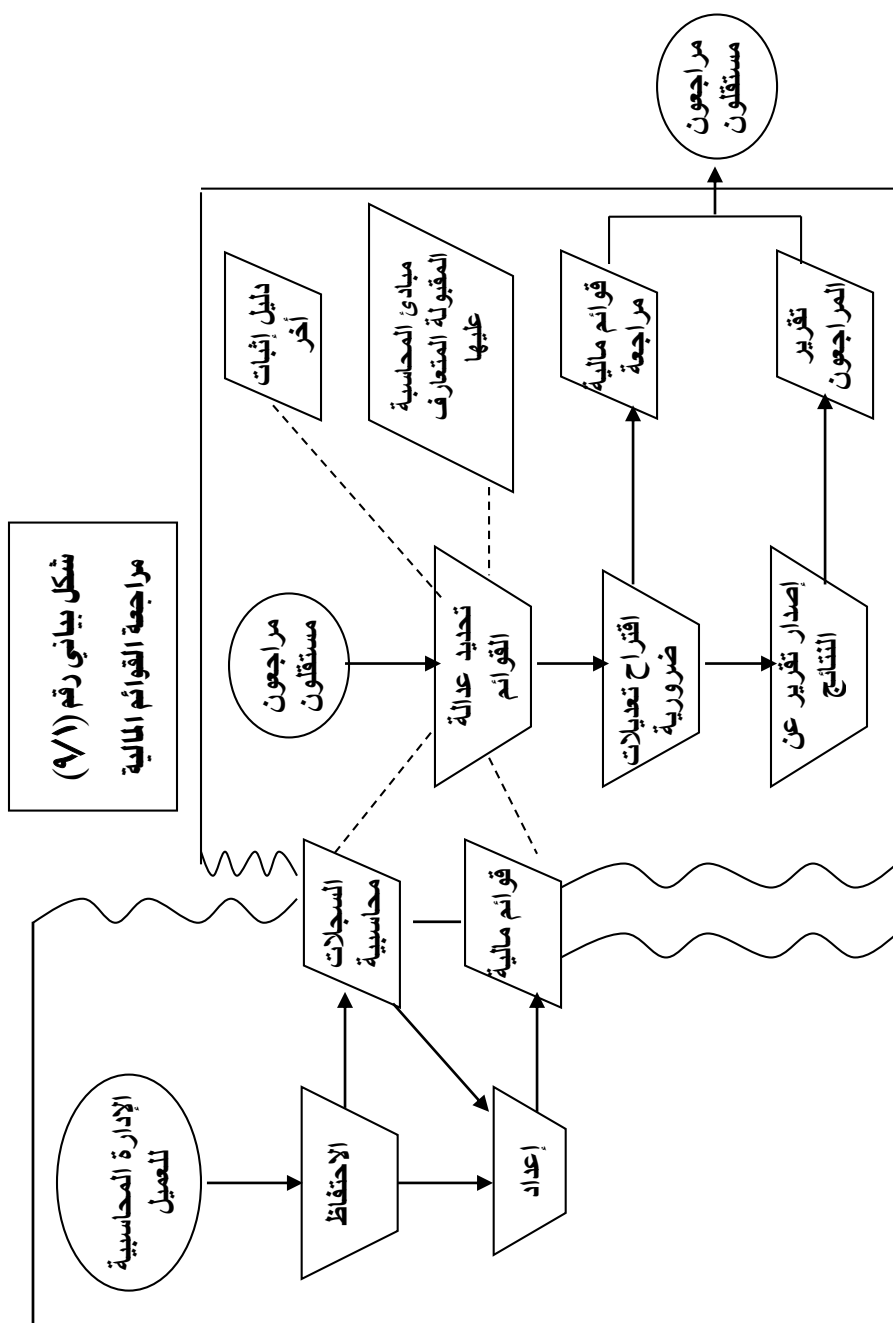 شكل بياني رقم (٩/١)
مراجعة القوائم المالية
الإدارة المحاسبية
للعميل
الاحتفاظ
إعداد
السجلات
محاسبية
قوائم مالية
مراجعون
مستقلون
تحديد عدالة
القوائم
اقتراح تعديلات
ضرورية
إصدار تقرير عن
النتائج
دليل إثبات
أخر
مبادئ المحاسبة
المقبولة المتعارف
عليها
قوائم مالية
مراجعة
تقرير
المراجعون
مراجعون
مستقلون